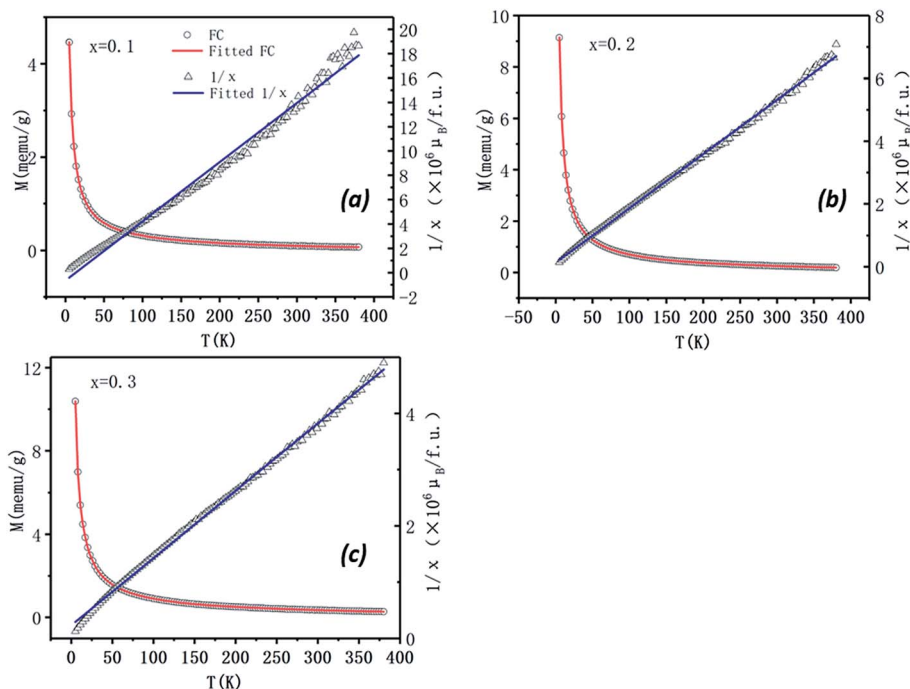 x=0.1
FC
Fitted FC
1/x
Fitted 1/x
(a)
M(memu/g)
4
2
0
1/x (×10⁶ μB/f.u.)
20
18
16
14
12
10
8
6
4
2
0
-2
0 50 100 150 200 250 300 350 400
T(K)
x=0.2
(b)
M(memu/g)
10
8
6
4
2
0
1/x (×10⁶ μB/f.u.)
8
6
4
2
0
-50 0 50 100 150 200 250 300 350 400
T(K)
x=0.3
(c)
M(memu/g)
12
8
4
0
1/x (×10⁶ μB/f.u.)
4
2
0
0 50 100 150 200 250 300 350 400
T(K)